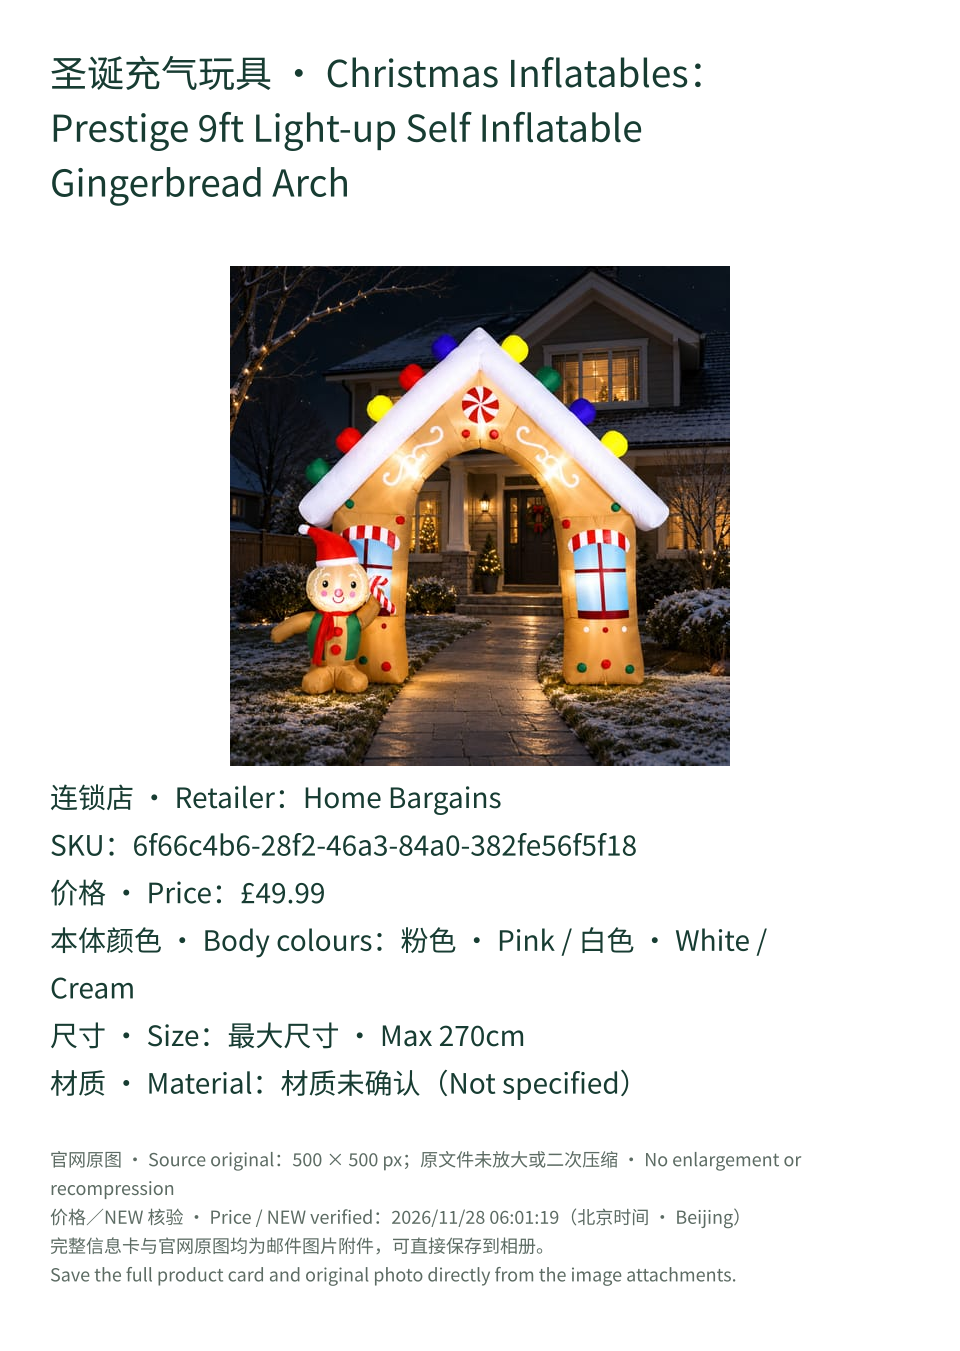 圣诞充气玩具 · Christmas Inflatables：
Prestige 9ft Light-up Self Inflatable
Gingerbread Arch
连锁店 · Retailer：Home Bargains
SKU：6f66c4b6-28f2-46a3-84a0-382fe56f5f18
价格 · Price：£49.99
本体颜色 · Body colours：粉色 · Pink / 白色 · White /
Cream
尺寸 · Size：最大尺寸 · Max 270cm
材质 · Material：材质未确认（Not specified）
官网原图 · Source original：500 × 500 px；原文件未放大或二次压缩 · No enlargement or
recompression
价格／NEW 核验 · Price / NEW verified：2026/11/28 06:01:19（北京时间 · Beijing）
完整信息卡与官网原图均为邮件图片附件，可直接保存到相册。
Save the full product card and original photo directly from the image attachments.